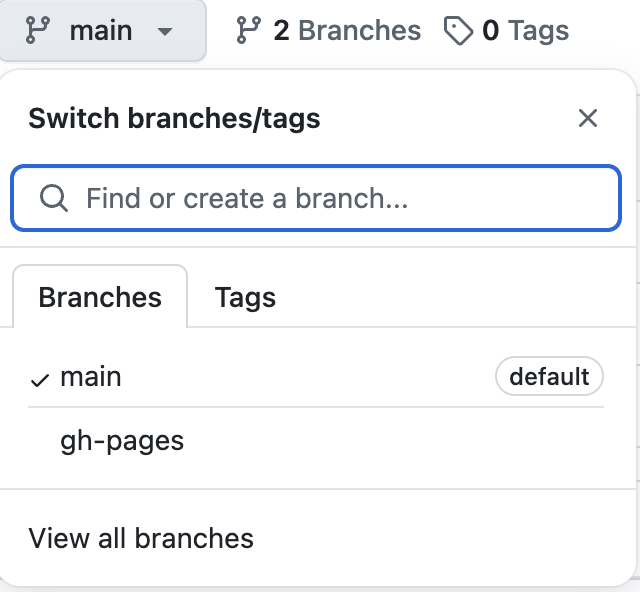 main 2 Branches 0 Tags
Switch branches/tags
Find or create a branch...
Branches Tags
main default
gh-pages
View all branches